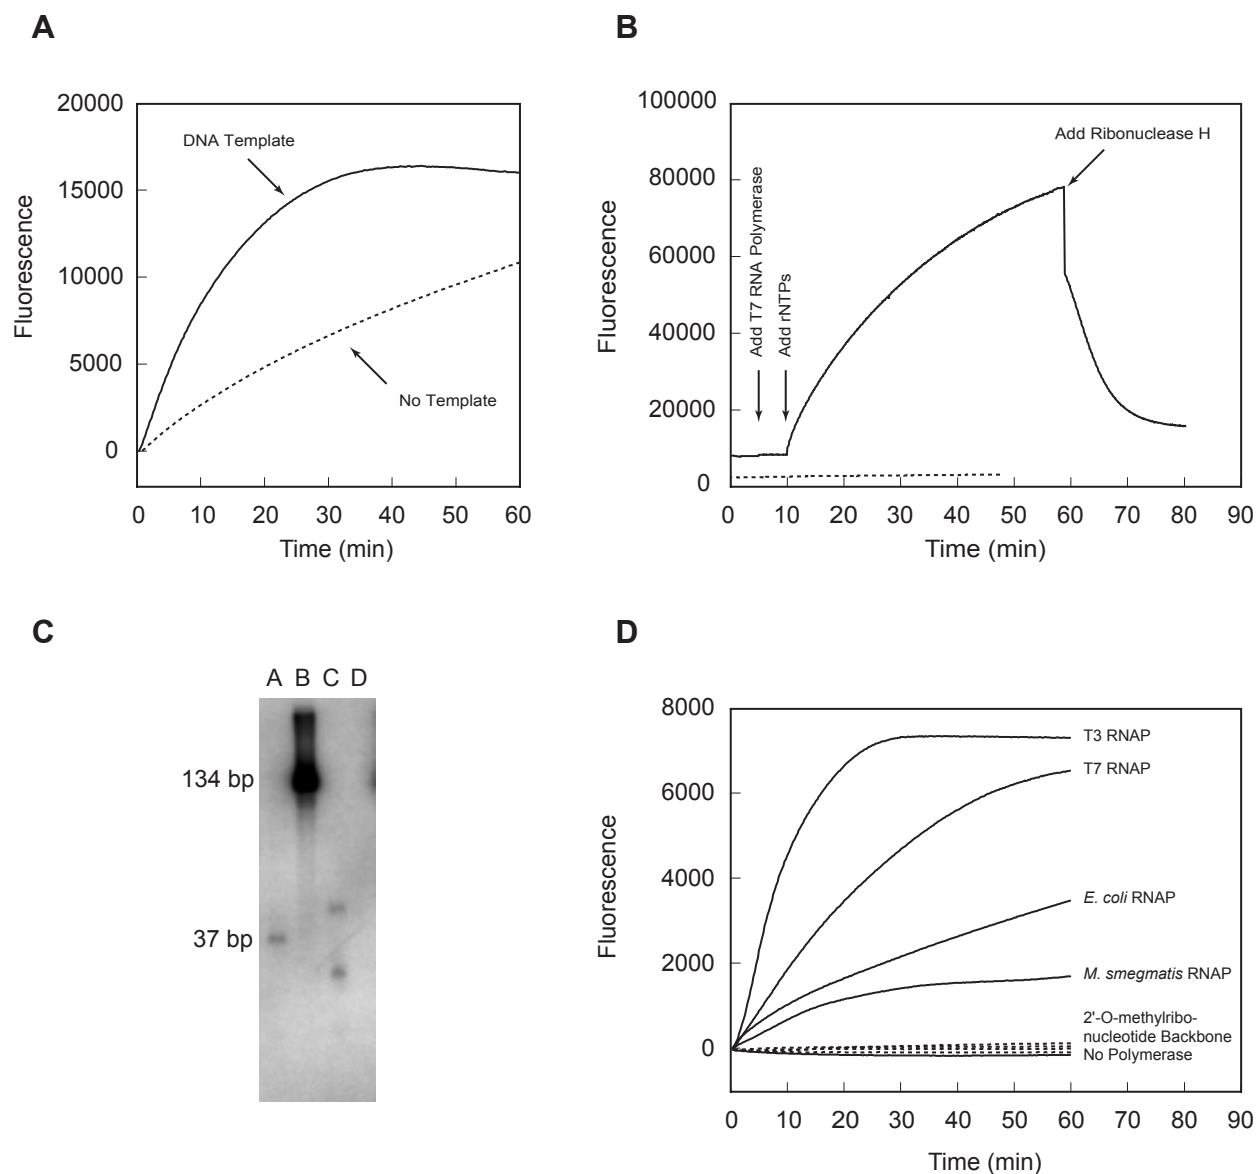 A
20000
15000
10000
5000
0
Fluorescence
DNA Template
No Template
0 10 20 30 40 50 60
Time (min)
B
100000
80000
60000
40000
20000
0
Fluorescence
Add T7 RNA Polymerase
Add rNTPs
Add Ribonuclease H
0 10 20 30 40 50 60 70 80 90
Time (min)
C
A B C D
134 bp
37 bp
D
8000
6000
4000
2000
0
Fluorescence
T3 RNAP
T7 RNAP
E. coli RNAP
M. smegmatis RNAP
2'-O-methylribo-
nucleotide Backbone
No Polymerase
0 10 20 30 40 50 60 70 80 90
Time (min)